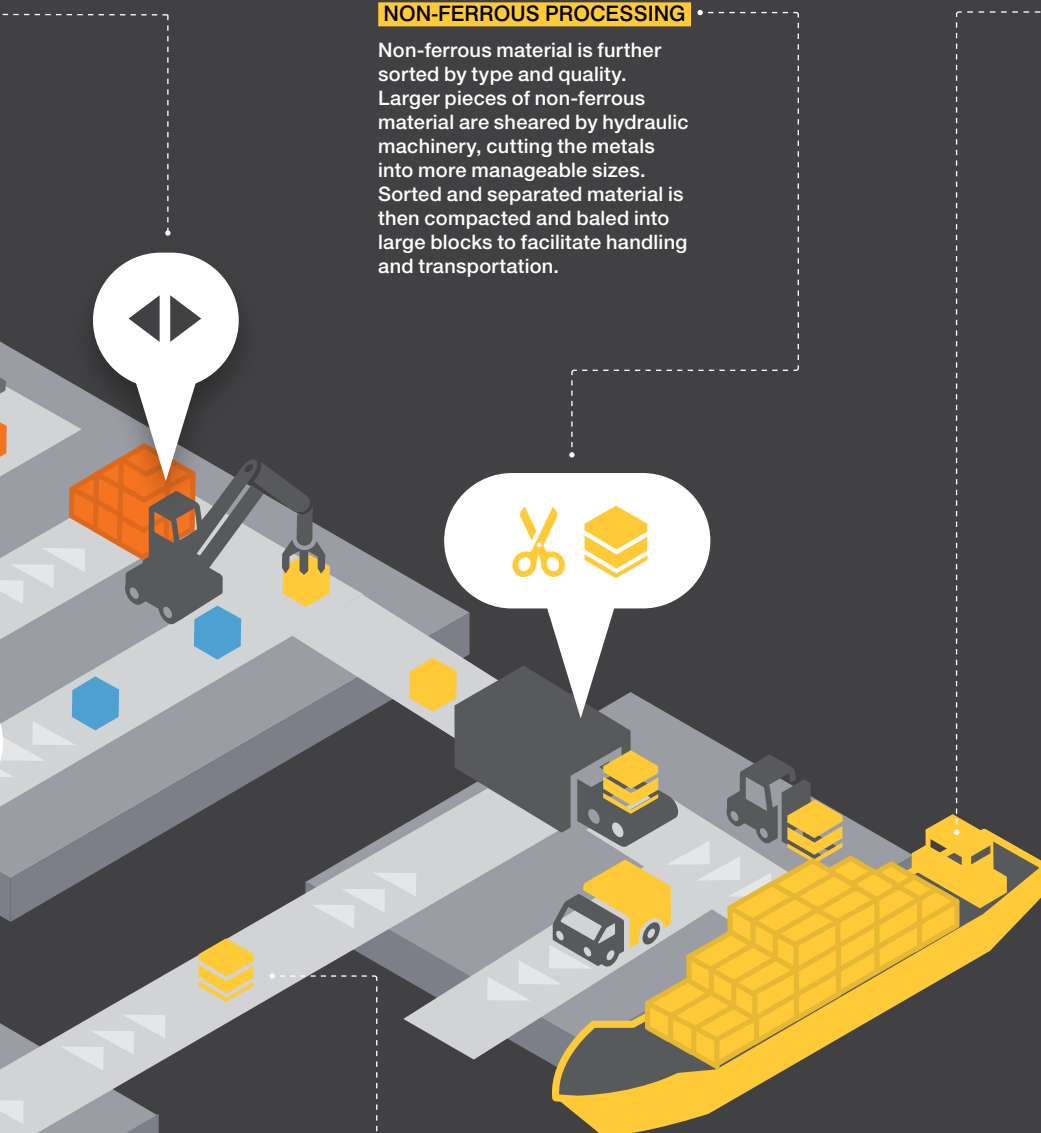 NON-FERROUS PROCESSING
Non-ferrous material is further
sorted by type and quality.
Larger pieces of non-ferrous
material are sheared by hydraulic
machinery, cutting the metals
into more manageable sizes.
Sorted and separated material is
then compacted and baled into
large blocks to facilitate handling
and transportation.